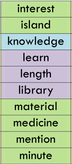 interest
island
knowledge
learn
length
library
material
medicine
mention
minute